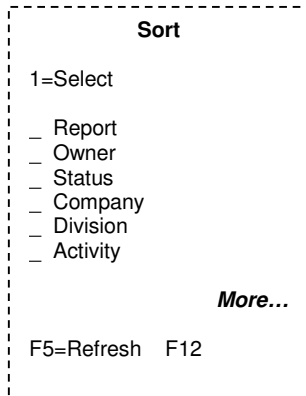 Sort
1=Select
_ Report
_ Owner
_ Status
_ Company
_ Division
_ Activity
More...
F5=Refresh F12